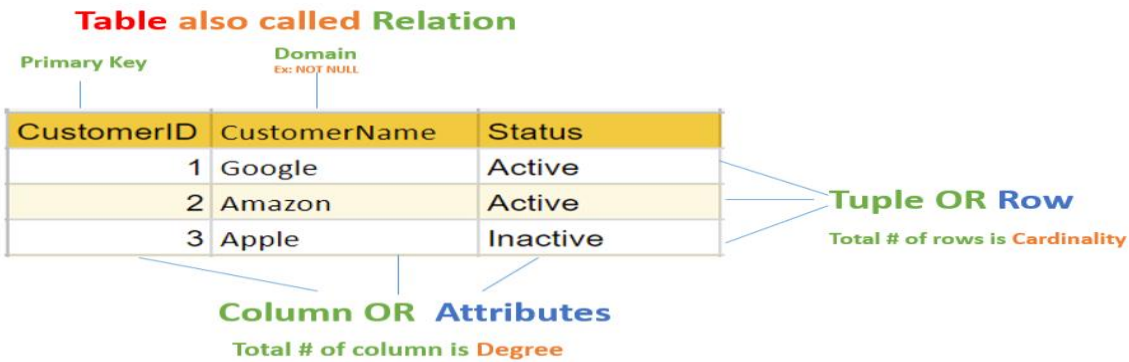 Table also called Relation
Primary Key
Domain
Ex: NOT NULL
CustomerID CustomerName Status
1 Google Active
2 Amazon Active
3 Apple Inactive
Tuple OR Row
Total # of rows is Cardinality
Column OR Attributes
Total # of column is Degree